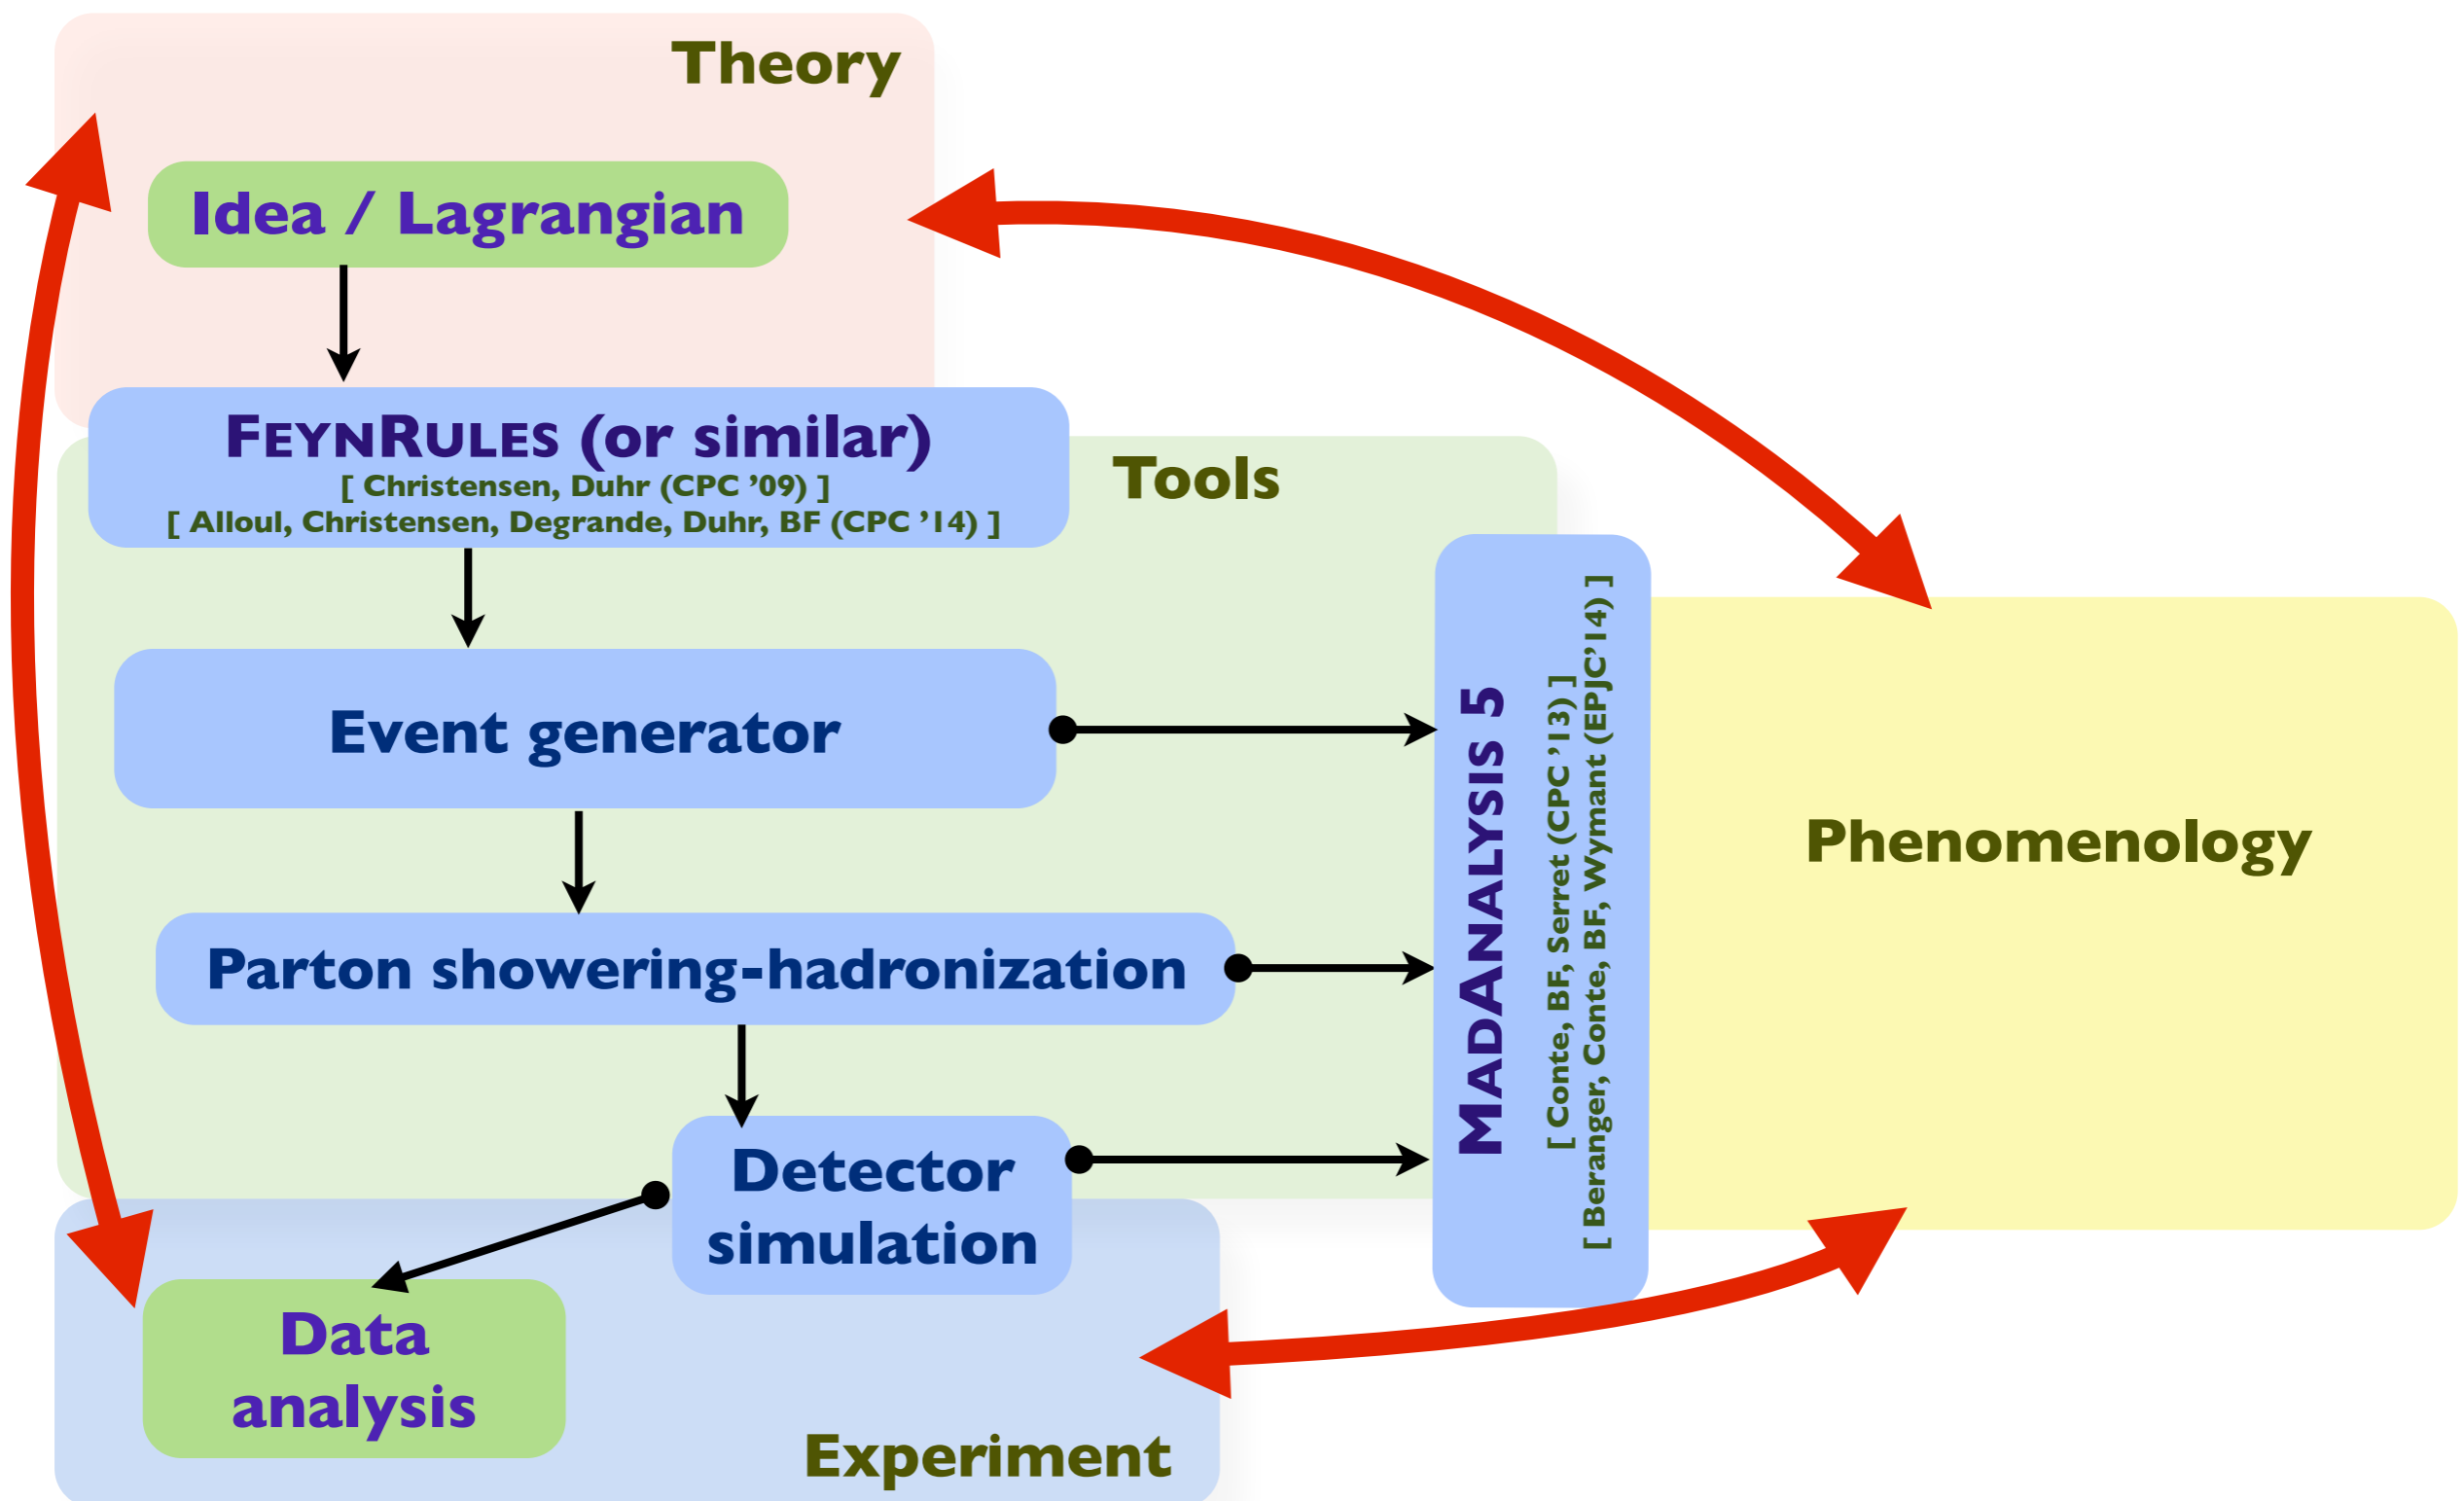 Theory
Idea / Lagrangian
FEYNRULES (or similar)
[ Christensen, Duhr (CPC ’09) ]
[ Alloul, Christensen, Degrande, Duhr, BF (CPC ’14) ]
Tools
Event generator
Parton showering-hadronization
Detector
simulation
MADANALYSIS 5
[ Conte, BF, Serret (CPC ’13) ]
[ Beranger, Conte, BF, Wymant (EPJC’ 14) ]
Phenomenology
Data
analysis
Experiment